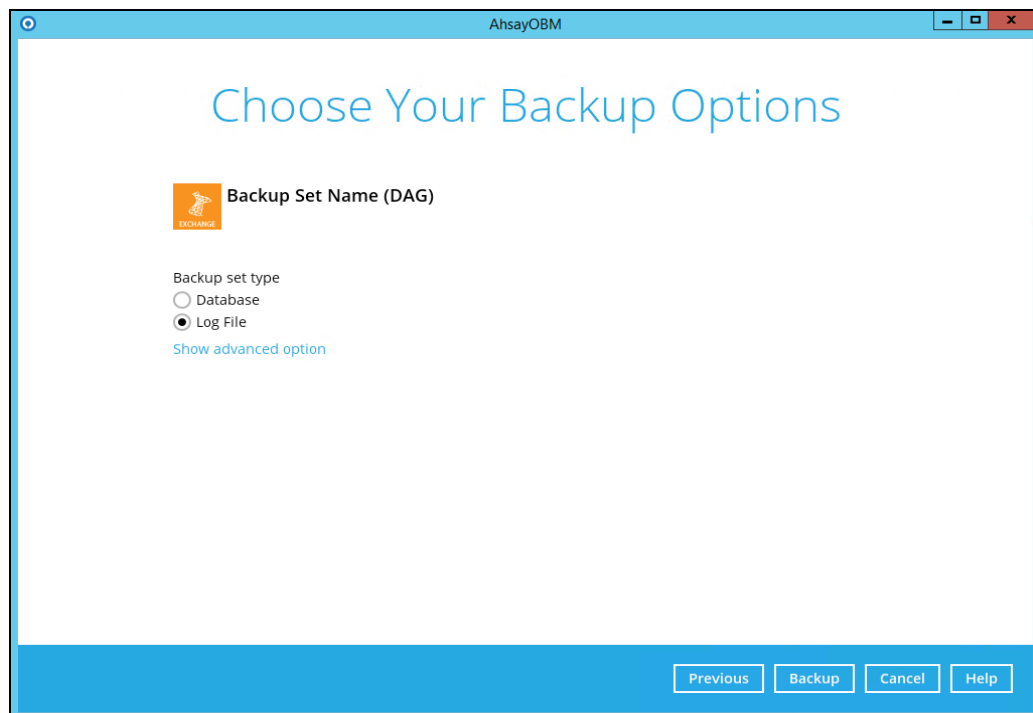 AhsayOBM
Choose Your Backup Options
Backup Set Name (DAG)
EXCHANGE
Backup set type
Database
Log File
Show advanced option
Previous Backup Cancel Help